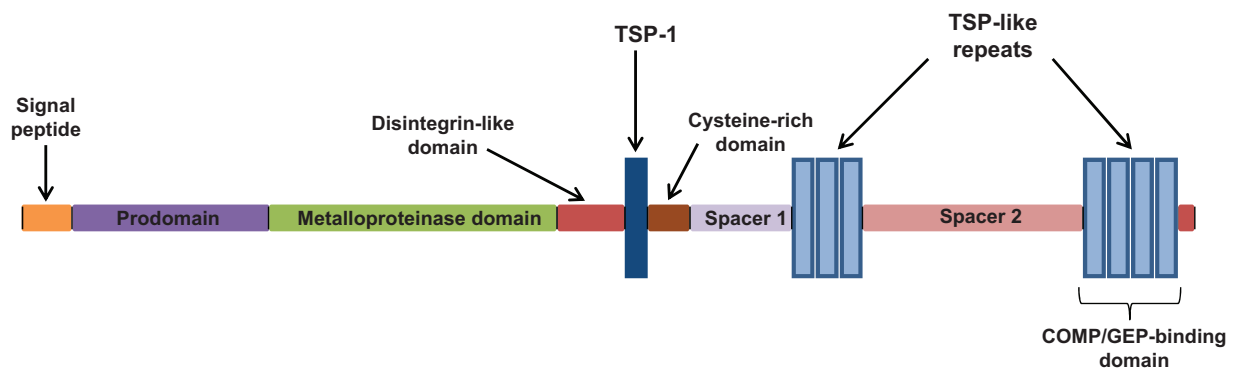 TSP-1
TSP-like
repeats
Signal
peptide
Disintegrin-like
domain
Cysteine-rich
domain
Prodomain
Metalloproteinase domain
Spacer 1
Spacer 2
COMP/GEP-binding
domain